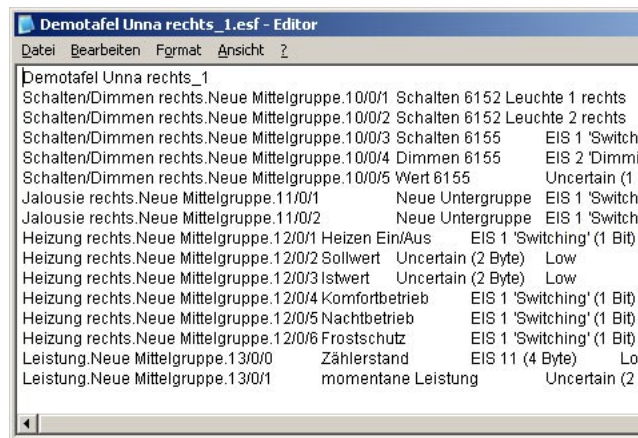 Demotafel Unna rechts_1.esf - Editor
Datei Bearbeiten Format Ansicht ?
Demotafel Unna rechts_1
Schalten/Dimmen rechts.Neue Mittelgruppe.10/0/1 Schalten 6152 Leuchte 1 rechts
Schalten/Dimmen rechts.Neue Mittelgruppe.10/0/2 Schalten 6152 Leuchte 2 rechts
Schalten/Dimmen rechts.Neue Mittelgruppe.10/0/3 Schalten 6155 EIS 1 'Switch
Schalten/Dimmen rechts.Neue Mittelgruppe.10/0/4 Dimmen 6155 EIS 2 'Dimmi
Schalten/Dimmen rechts.Neue Mittelgruppe.10/0/5 Wert 6155 Uncertain (1
Jalousie rechts.Neue Mittelgruppe.11/0/1 Neue Untergruppe EIS 1 'Switch
Jalousie rechts.Neue Mittelgruppe.11/0/2 Neue Untergruppe EIS 1 'Switch
Heizung rechts.Neue Mittelgruppe.12/0/1 Heizen Ein/Aus EIS 1 'Switching' (1 Bit)
Heizung rechts.Neue Mittelgruppe.12/0/2 Sollwert Uncertain (2 Byte) Low
Heizung rechts.Neue Mittelgruppe.12/0/3 Istwert Uncertain (2 Byte) Low
Heizung rechts.Neue Mittelgruppe.12/0/4 Komfortbetrieb EIS 1 'Switching' (1 Bit)
Heizung rechts.Neue Mittelgruppe.12/0/5 Nachtbetrieb EIS 1 'Switching' (1 Bit)
Heizung rechts.Neue Mittelgruppe.12/0/6 Frostschutz EIS 1 'Switching' (1 Bit)
Leistung.Neue Mittelgruppe.13/0/0 Zählerstand EIS 11 (4 Byte) Lo
Leistung.Neue Mittelgruppe.13/0/1 momentane Leistung Uncertain (2